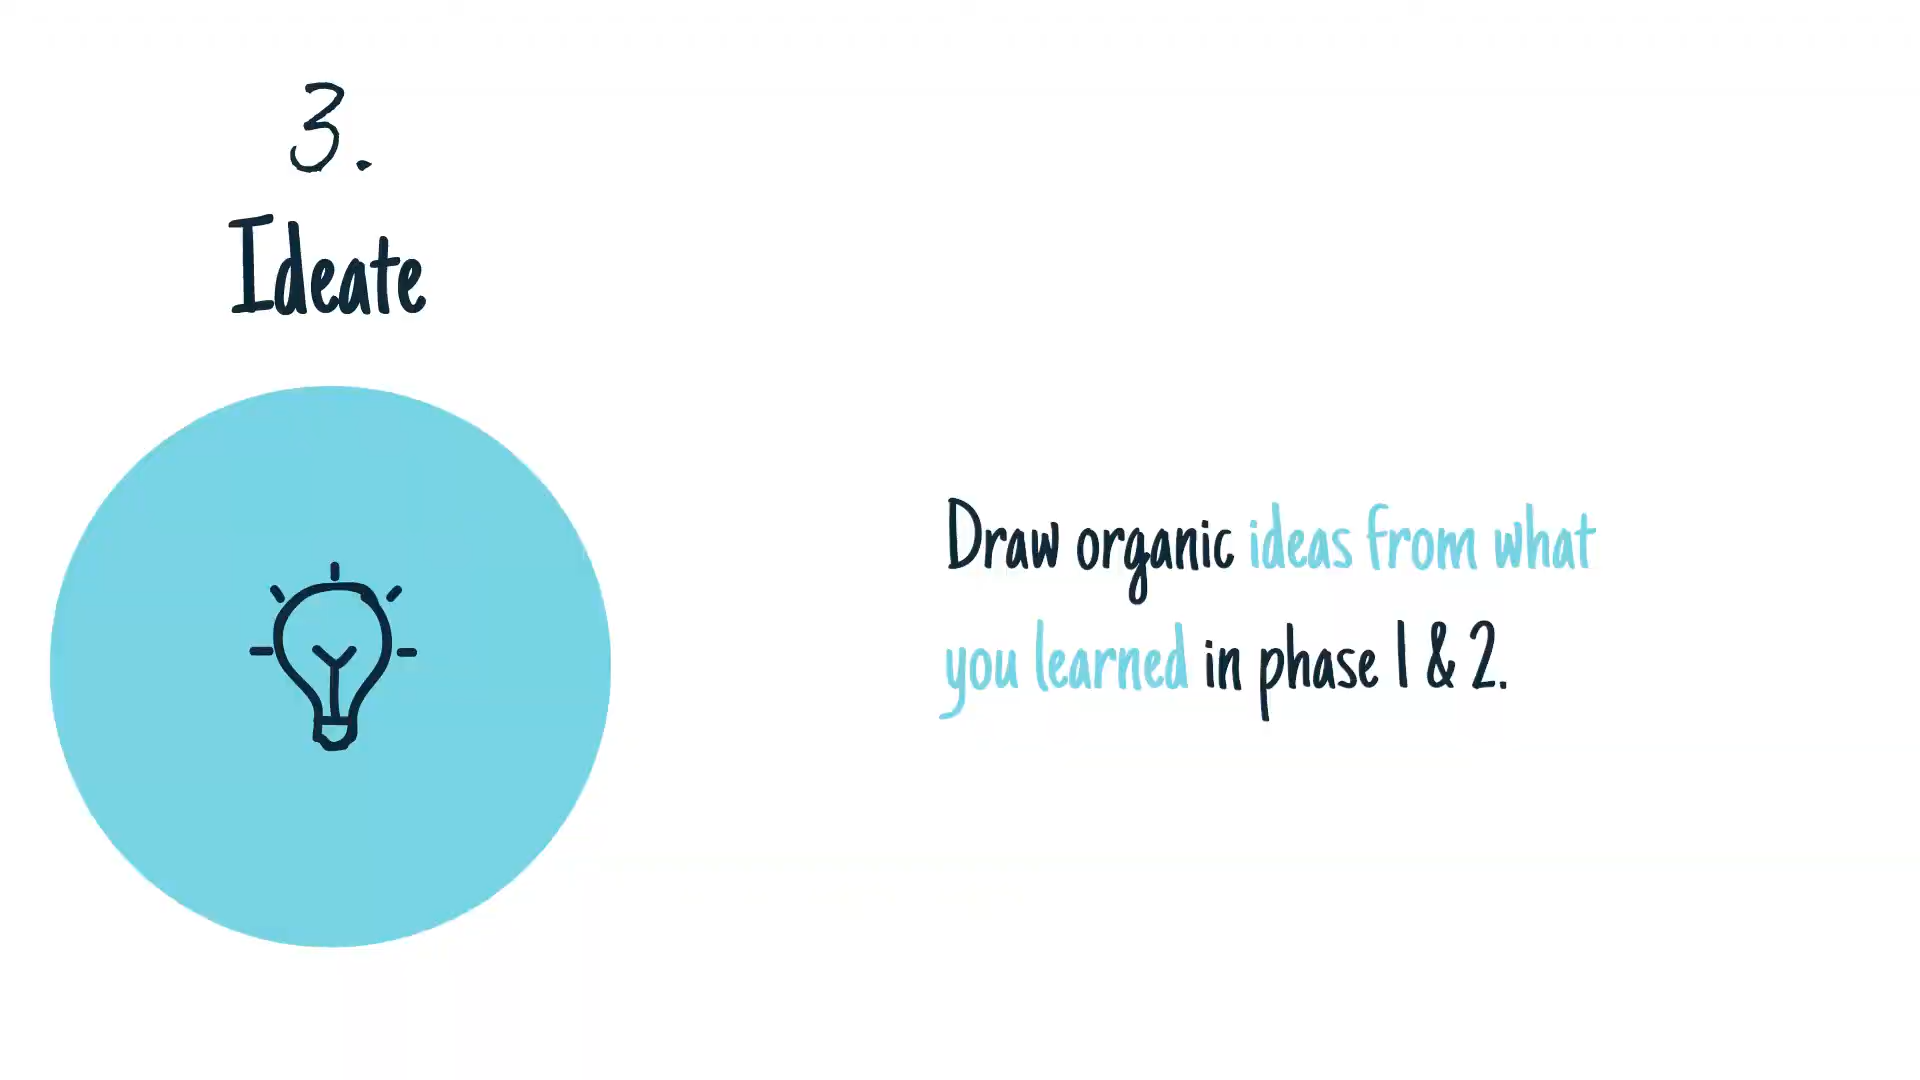 3.
Ideate
Draw organic ideas from what
you learned in phase 1 & 2.